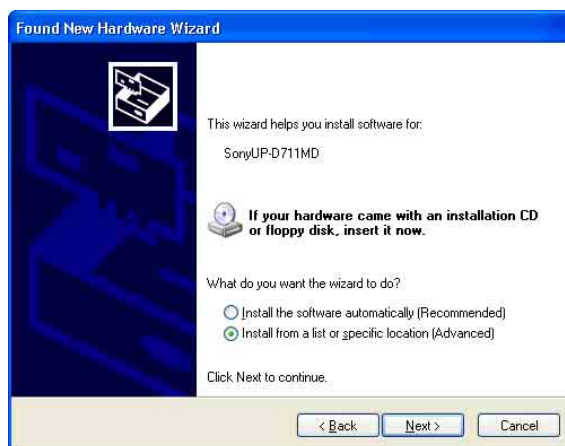 Found New Hardware Wizard
This wizard helps you install software for:
SonyUP-D711MD
If your hardware came with an installation CD
or floppy disk, insert it now.
What do you want the wizard to do?
Install the software automatically (Recommended)
Install from a list or specific location (Advanced)
Click Next to continue.
< Back Next > Cancel